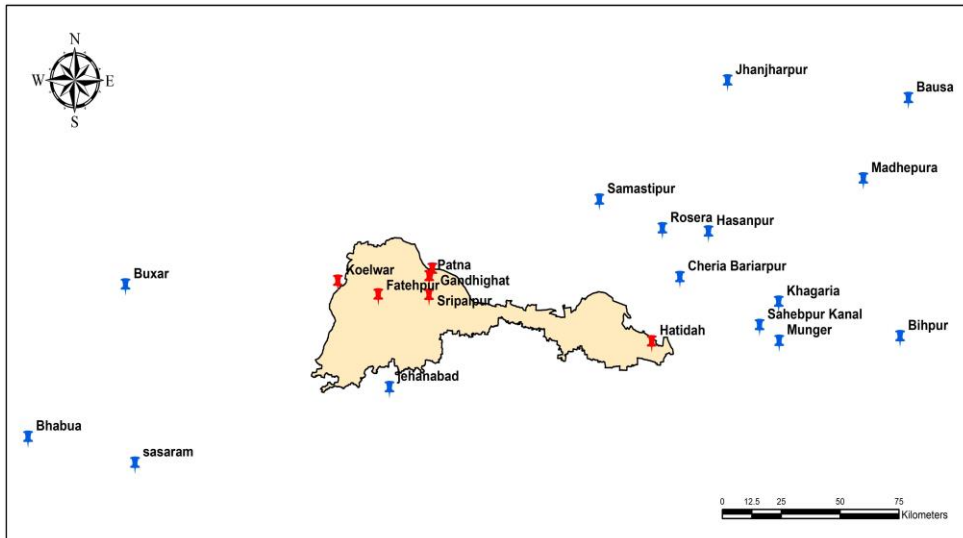 N
W E
S
Jhanjharpur
Bausa
Madhepura
Samastipur
Rosera
Hasanpur
Buxar
Koelwar
Patna
Gandhighat
Fatehpur
Sripalpur
Cheria Bariarpur
Khagaria
Sahebpur Kanal
Munger
Bihpur
Hatidah
jehanabad
Bhabua
sasaram
0 12.5 25 50 75
Kilometers